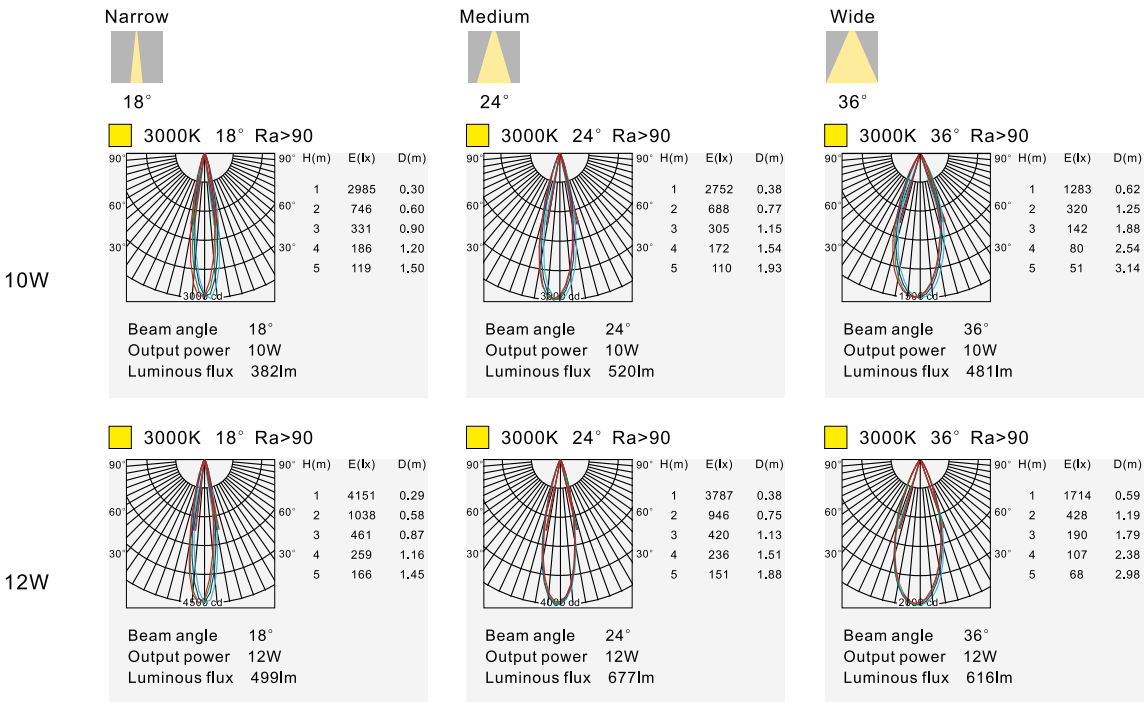 Narrow
18°
Medium
24°
Wide
36°
10W
3000K 18° Ra>90
90° 90°
60° 60°
30° 30°
3000 cd
H(m) E(lx) D(m)
1 2985 0.30
2 746 0.60
3 331 0.90
4 186 1.20
5 119 1.50
Beam angle 18°
Output power 10W
Luminous flux 382lm
3000K 24° Ra>90
90° 90°
60° 60°
30° 30°
3000 cd
H(m) E(lx) D(m)
1 2752 0.38
2 688 0.77
3 305 1.15
4 172 1.54
5 110 1.93
Beam angle 24°
Output power 10W
Luminous flux 520lm
3000K 36° Ra>90
90° 90°
60° 60°
30° 30°
1500 cd
H(m) E(lx) D(m)
1 1283 0.62
2 320 1.25
3 142 1.88
4 80 2.54
5 51 3.14
Beam angle 36°
Output power 10W
Luminous flux 481lm
12W
3000K 18° Ra>90
90° 90°
60° 60°
30° 30°
4500 cd
H(m) E(lx) D(m)
1 4151 0.29
2 1038 0.58
3 461 0.87
4 259 1.16
5 166 1.45
Beam angle 18°
Output power 12W
Luminous flux 499lm
3000K 24° Ra>90
90° 90°
60° 60°
30° 30°
4000 cd
H(m) E(lx) D(m)
1 3787 0.38
2 946 0.75
3 420 1.13
4 236 1.51
5 151 1.88
Beam angle 24°
Output power 12W
Luminous flux 677lm
3000K 36° Ra>90
90° 90°
60° 60°
30° 30°
2000 cd
H(m) E(lx) D(m)
1 1714 0.59
2 428 1.19
3 190 1.79
4 107 2.38
5 68 2.98
Beam angle 36°
Output power 12W
Luminous flux 616lm